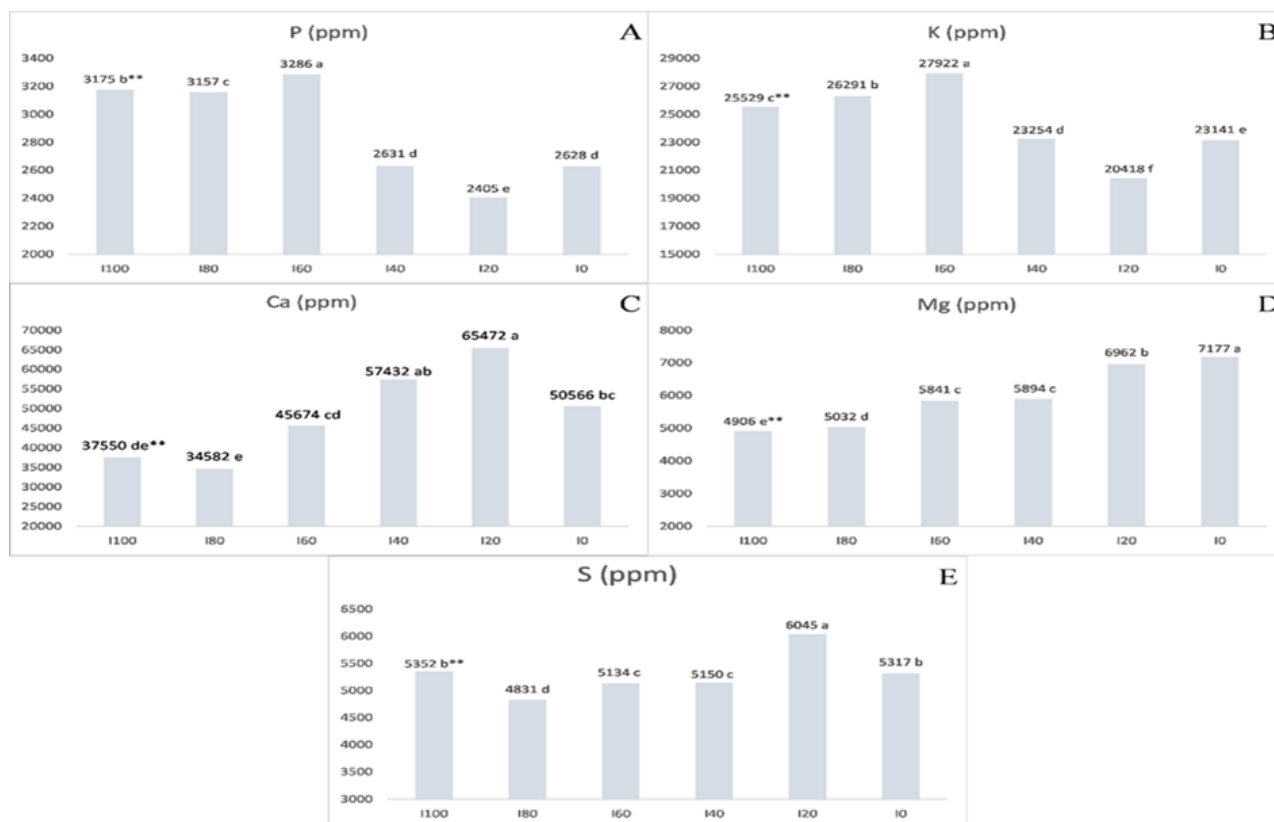 P (ppm) A
3400
3200
3000
2800
2600
2400
2200
2000
3175 b**
3157 c
3286 a
2631 d
2405 e
2628 d
I100 I80 I60 I40 I20 I0
K (ppm) B
29000
27000
25000
23000
21000
19000
17000
15000
25529 c**
26291 b
27922 a
23254 d
20418 f
23141 e
I100 I80 I60 I40 I20 I0
Ca (ppm) C
70000
65000
60000
55000
50000
45000
40000
35000
30000
25000
20000
37550 de**
34582 e
45674 cd
57432 ab
65472 a
50566 bc
I100 I80 I60 I40 I20 I0
Mg (ppm) D
8000
7000
6000
5000
4000
3000
2000
4906 e**
5032 d
5841 c
5894 c
6962 b
7177 a
I100 I80 I60 I40 I20 I0
S (ppm) E
6500
6000
5500
5000
4500
4000
3500
3000
5352 b**
4831 d
5134 c
5150 c
6045 a
5317 b
I100 I80 I60 I40 I20 I0